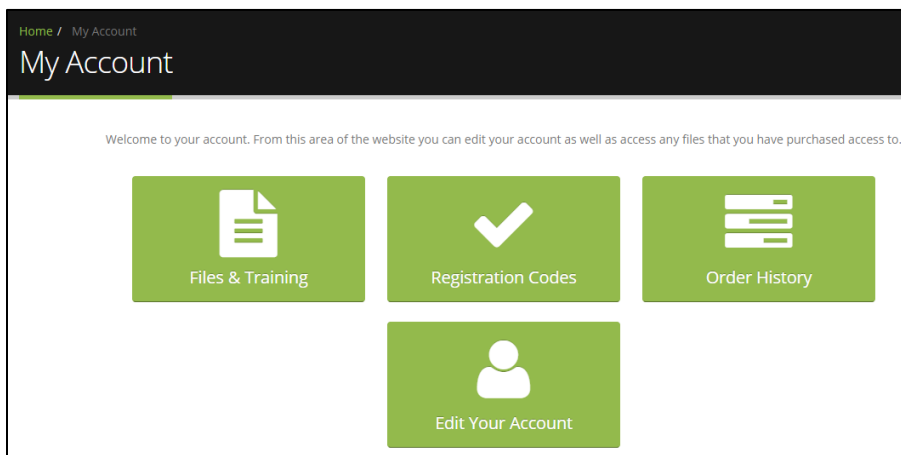 Home / My Account
My Account
Welcome to your account. From this area of the website you can edit your account as well as access any files that you have purchased access to.
Files & Training
Registration Codes
Order History
Edit Your Account